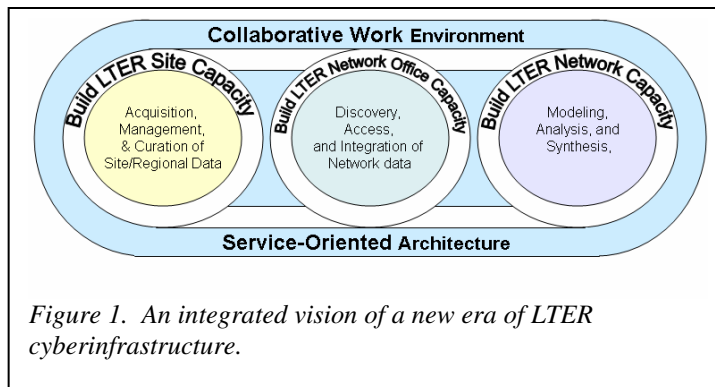 Collaborative Work Environment
Build LTER Site Capacity
Acquisition,
Management,
& Curation of
Site/Regional Data
Build LTER Network Office Capacity
Discovery,
Access,
and Integration of
Network data
Build LTER Network Capacity
Modeling,
Analysis, and
Synthesis,
Service-Oriented Architecture
Figure 1.  An integrated vision of a new era of LTER
cyberinfrastructure.